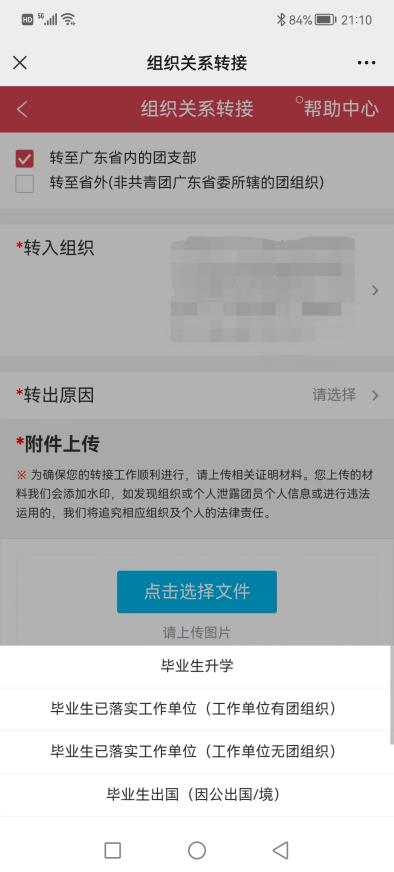 HD 5G 84% 21:10
组织关系转接
组织关系转接 帮助中心
转至广东省内的团支部
转至省外(非共青团广东省委所辖的团组织)
*转入组织
*转出原因 请选择
*附件上传
※ 为确保您的转接工作顺利进行，请上传相关证明材料。您上传的材
料我们会添加水印，如发现组织或个人泄露团员个人信息或进行违法
运用的，我们将追究相应组织及个人的法律责任。
点击选择文件
请上传图片
毕业生升学
毕业生已落实工作单位（工作单位有团组织）
毕业生已落实工作单位（工作单位无团组织）
毕业生出国（因公出国/境）